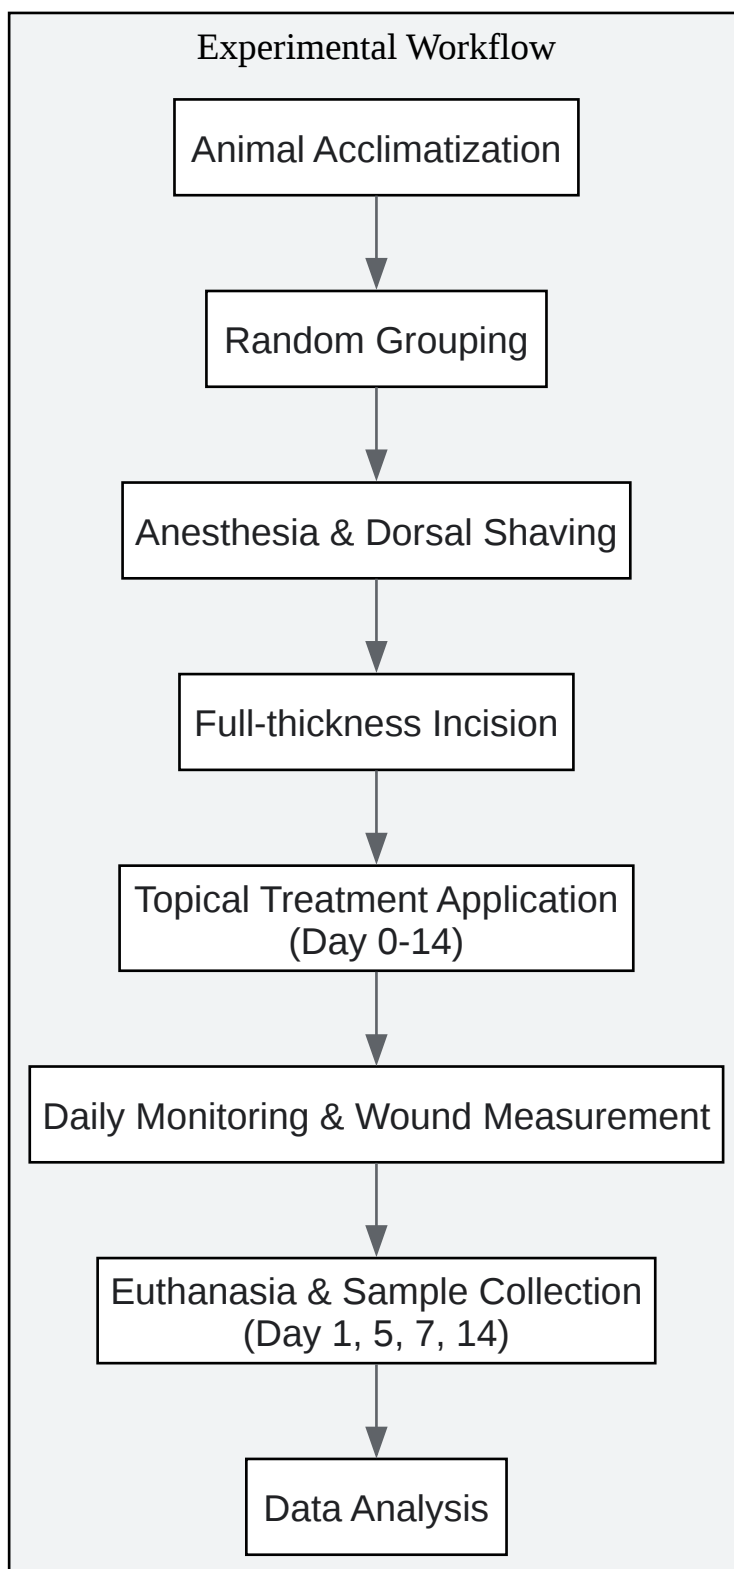 Experimental Workflow
Animal Acclimatization
Random Grouping
Anesthesia & Dorsal Shaving
Full-thickness Incision
Topical Treatment Application
(Day 0-14)
Daily Monitoring & Wound Measurement
Euthanasia & Sample Collection
(Day 1, 5, 7, 14)
Data Analysis